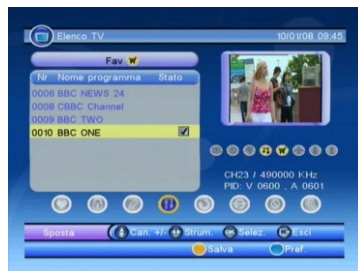 Elenco TV 10/01/08 09:45
Fav
Nr Nome programma Stato
0006 BBC NEWS 24
0008 CBBC Channel
0009 BBC TWO
0010 BBC ONE
CH23 / 490000 KHz
PID: V 0600 , A 0601
Sposta Can. +/- Strum. Selez. Esci
Salva Pref.